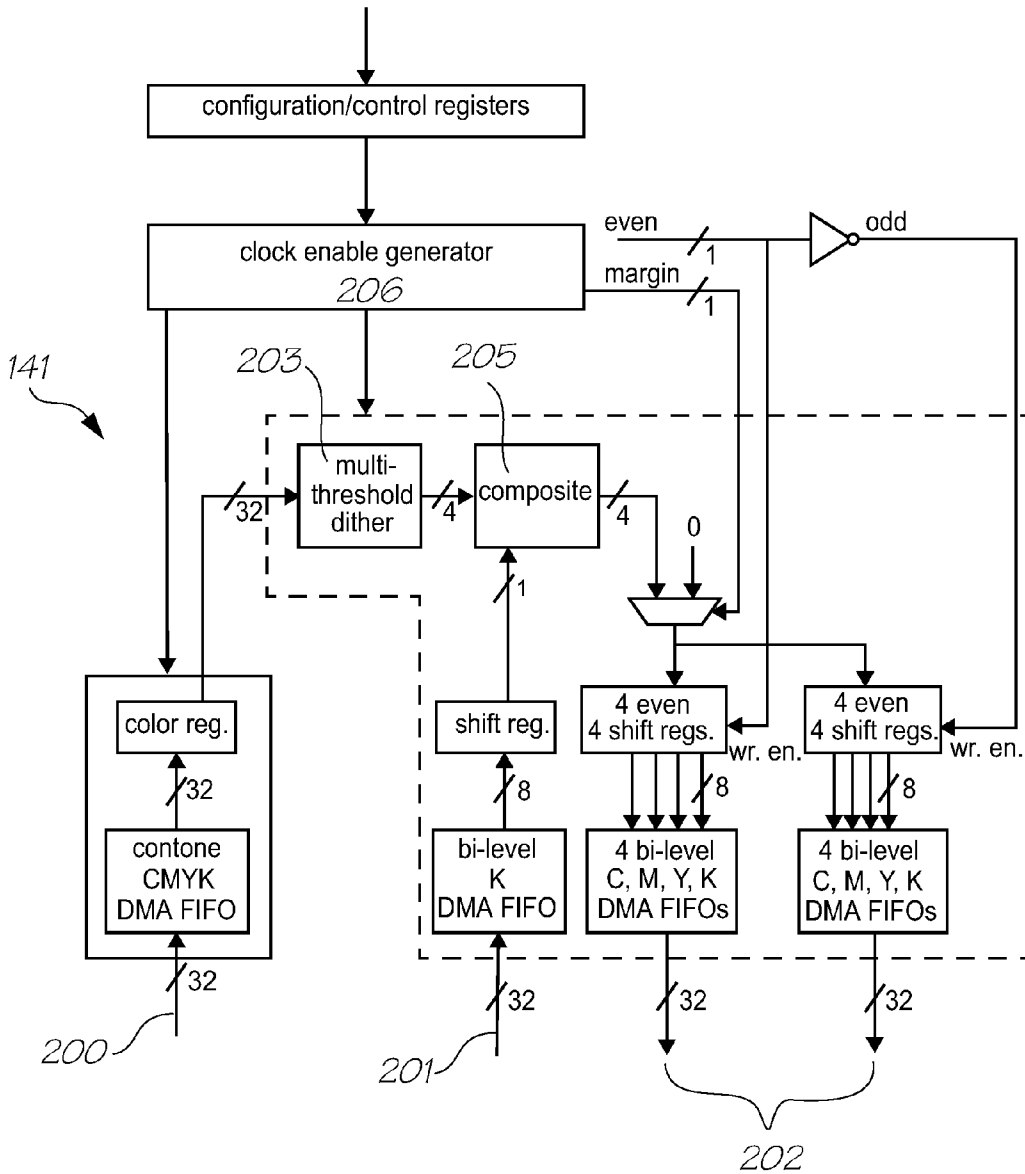 configuration/control registers
clock enable generator
206
even
1
odd
margin
1
141
203
205
multi-
threshold
dither
composite
32
4
4
0
1
color reg.
shift reg.
4 even
4 shift regs.
wr. en.
4 even
4 shift regs.
wr. en.
32
8
8
8
contone
CMYK
DMA FIFO
bi-level
K
DMA FIFO
4 bi-level
C, M, Y, K
DMA FIFOs
4 bi-level
C, M, Y, K
DMA FIFOs
32
32
32
32
200
201
202